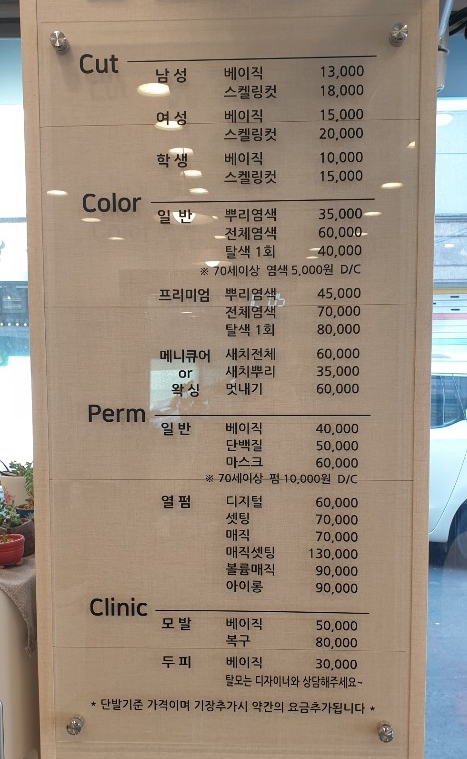 Cut
남성 베이직 13,000
스켈링컷 18,000
여성 베이직 15,000
스켈링컷 20,000
학생 베이직 10,000
스켈링컷 15,000
Color
일반 뿌리염색 35,000
전체염색 60,000
탈색 1회 40,000
※ 70세이상 염색 5,000원 D/C
프리미엄 뿌리염색 45,000
전체염색 70,000
탈색 1회 80,000
메니큐어 새치전체 60,000
or 새치뿌리 35,000
왁싱 멋내기 60,000
Perm
일반 베이직 40,000
단백질 50,000
마스크 60,000
※ 70세이상 펌 10,000원 D/C
열펌 디지털 60,000
셋팅 70,000
매직 70,000
매직셋팅 130,000
볼륨매직 90,000
아이롱 90,000
Clinic
모발 베이직 50,000
복구 80,000
두피 베이직 30,000
탈모는 디자이너와 상담해주세요~
* 단발기준 가격이며 기장추가시 약간의 요금추가됩니다 *